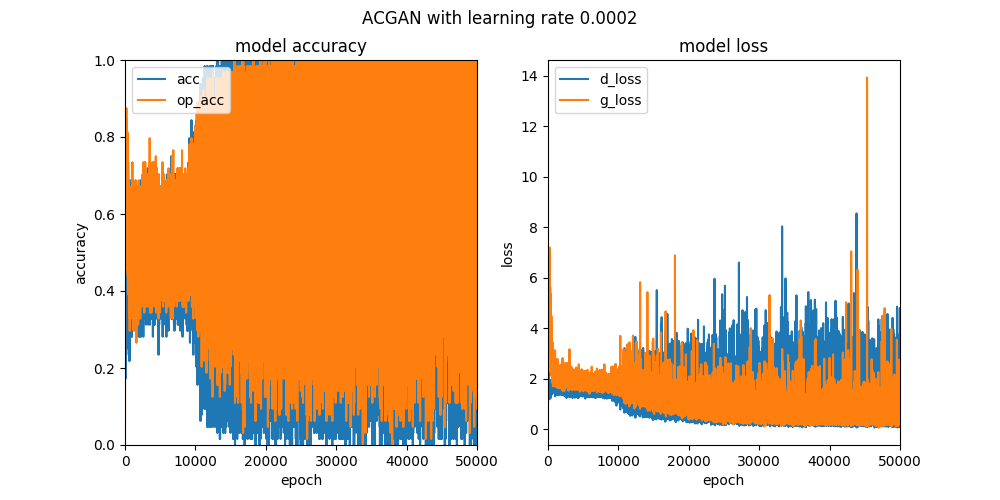 ACGAN with learning rate 0.0002
model accuracy
acc
op_acc
accuracy
1.0
0.8
0.6
0.4
0.2
0.0
0 10000 20000 30000 40000 50000
epoch
model loss
d_loss
g_loss
loss
14
12
10
8
6
4
2
0
0 10000 20000 30000 40000 50000
epoch